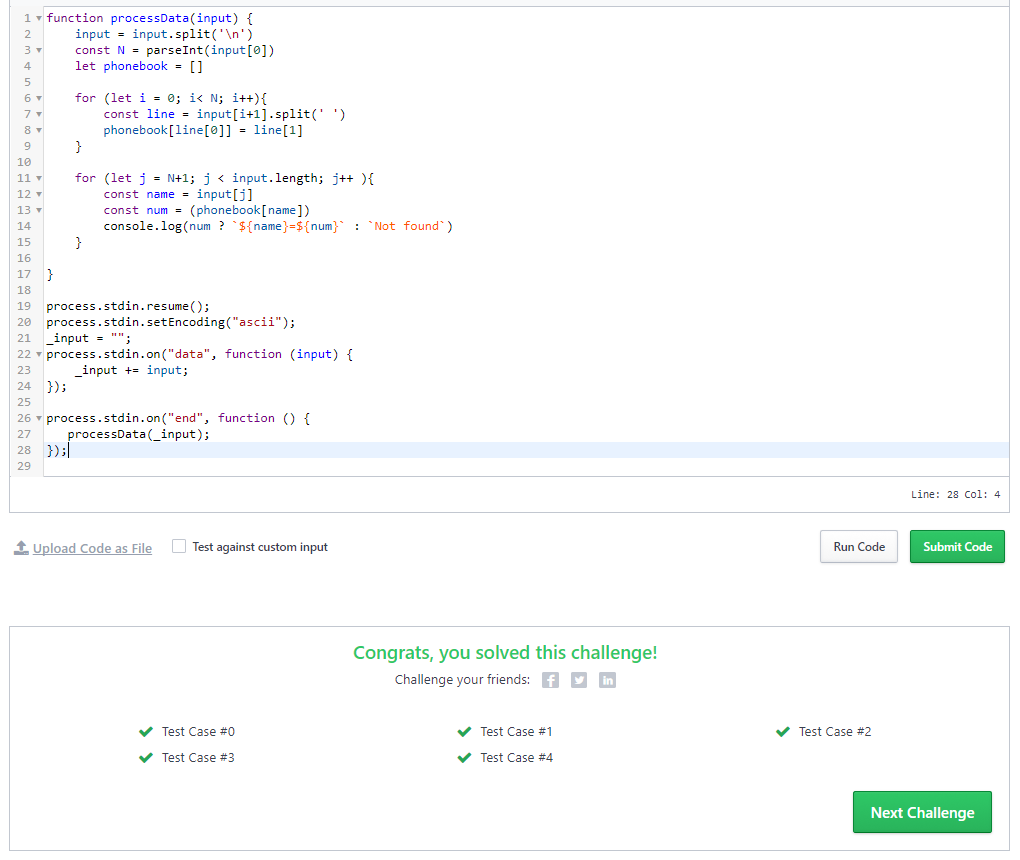 1 function processData(input) {
2     input = input.split('\n')
3     const N = parseInt(input[0])
4     let phonebook = []
5
6     for (let i = 0; i< N; i++){
7         const line = input[i+1].split(' ')
8         phonebook[line[0]] = line[1]
9     }
10
11     for (let j = N+1; j < input.length; j++ ){
12         const name = input[j]
13         const num = (phonebook[name])
14         console.log(num ? `${name}=${num}` : `Not found`)
15     }
16
17 }
18
19 process.stdin.resume();
20 process.stdin.setEncoding("ascii");
21 _input = "";
22 process.stdin.on("data", function (input) {
23     _input += input;
24 });
25
26 process.stdin.on("end", function () {
27    processData(_input);
28 });
29
Line: 28 Col: 4
Upload Code as File Test against custom input Run Code Submit Code
Congrats, you solved this challenge!
Challenge your friends: f in
Test Case #0 Test Case #1 Test Case #2
Test Case #3 Test Case #4
Next Challenge